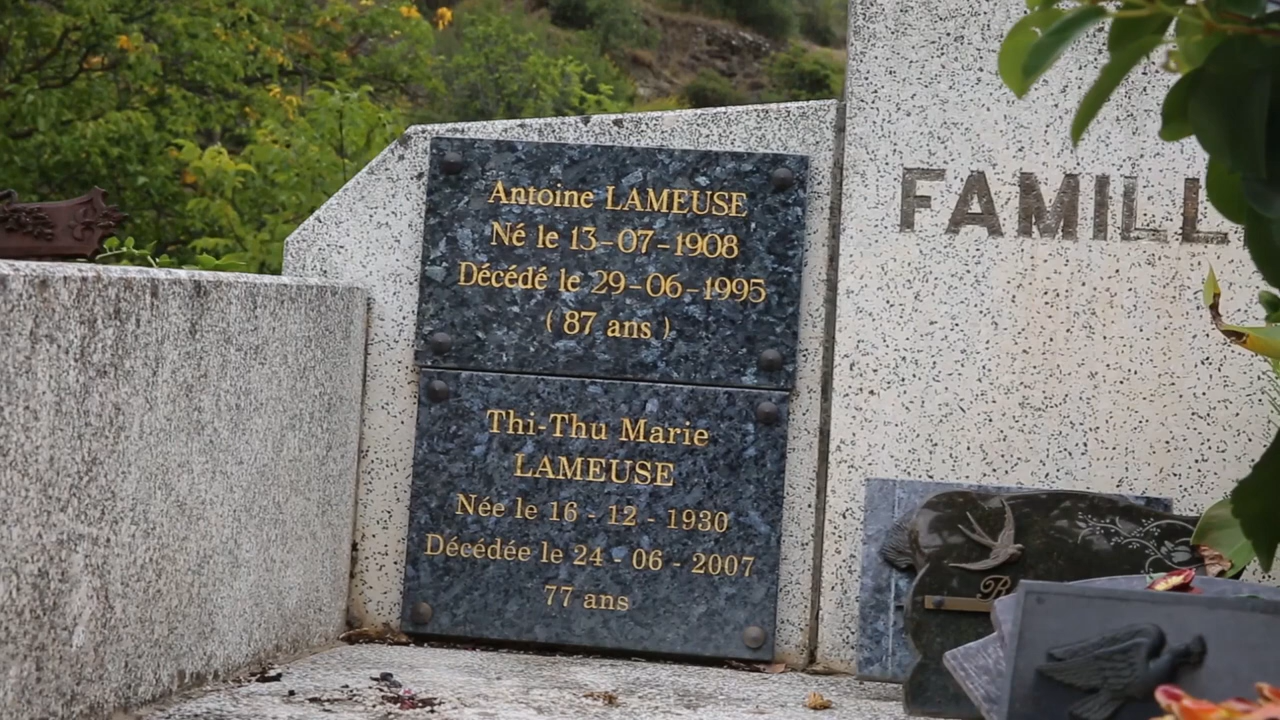 Antoine LAMEUSE
Né le 13-07-1908
Décédé le 29-06-1995
( 87 ans )
Thi-Thu Marie
LAMEUSE
Née le 16 - 12 - 1930
Décédée le 24 - 06 - 2007
77 ans
FAMILL